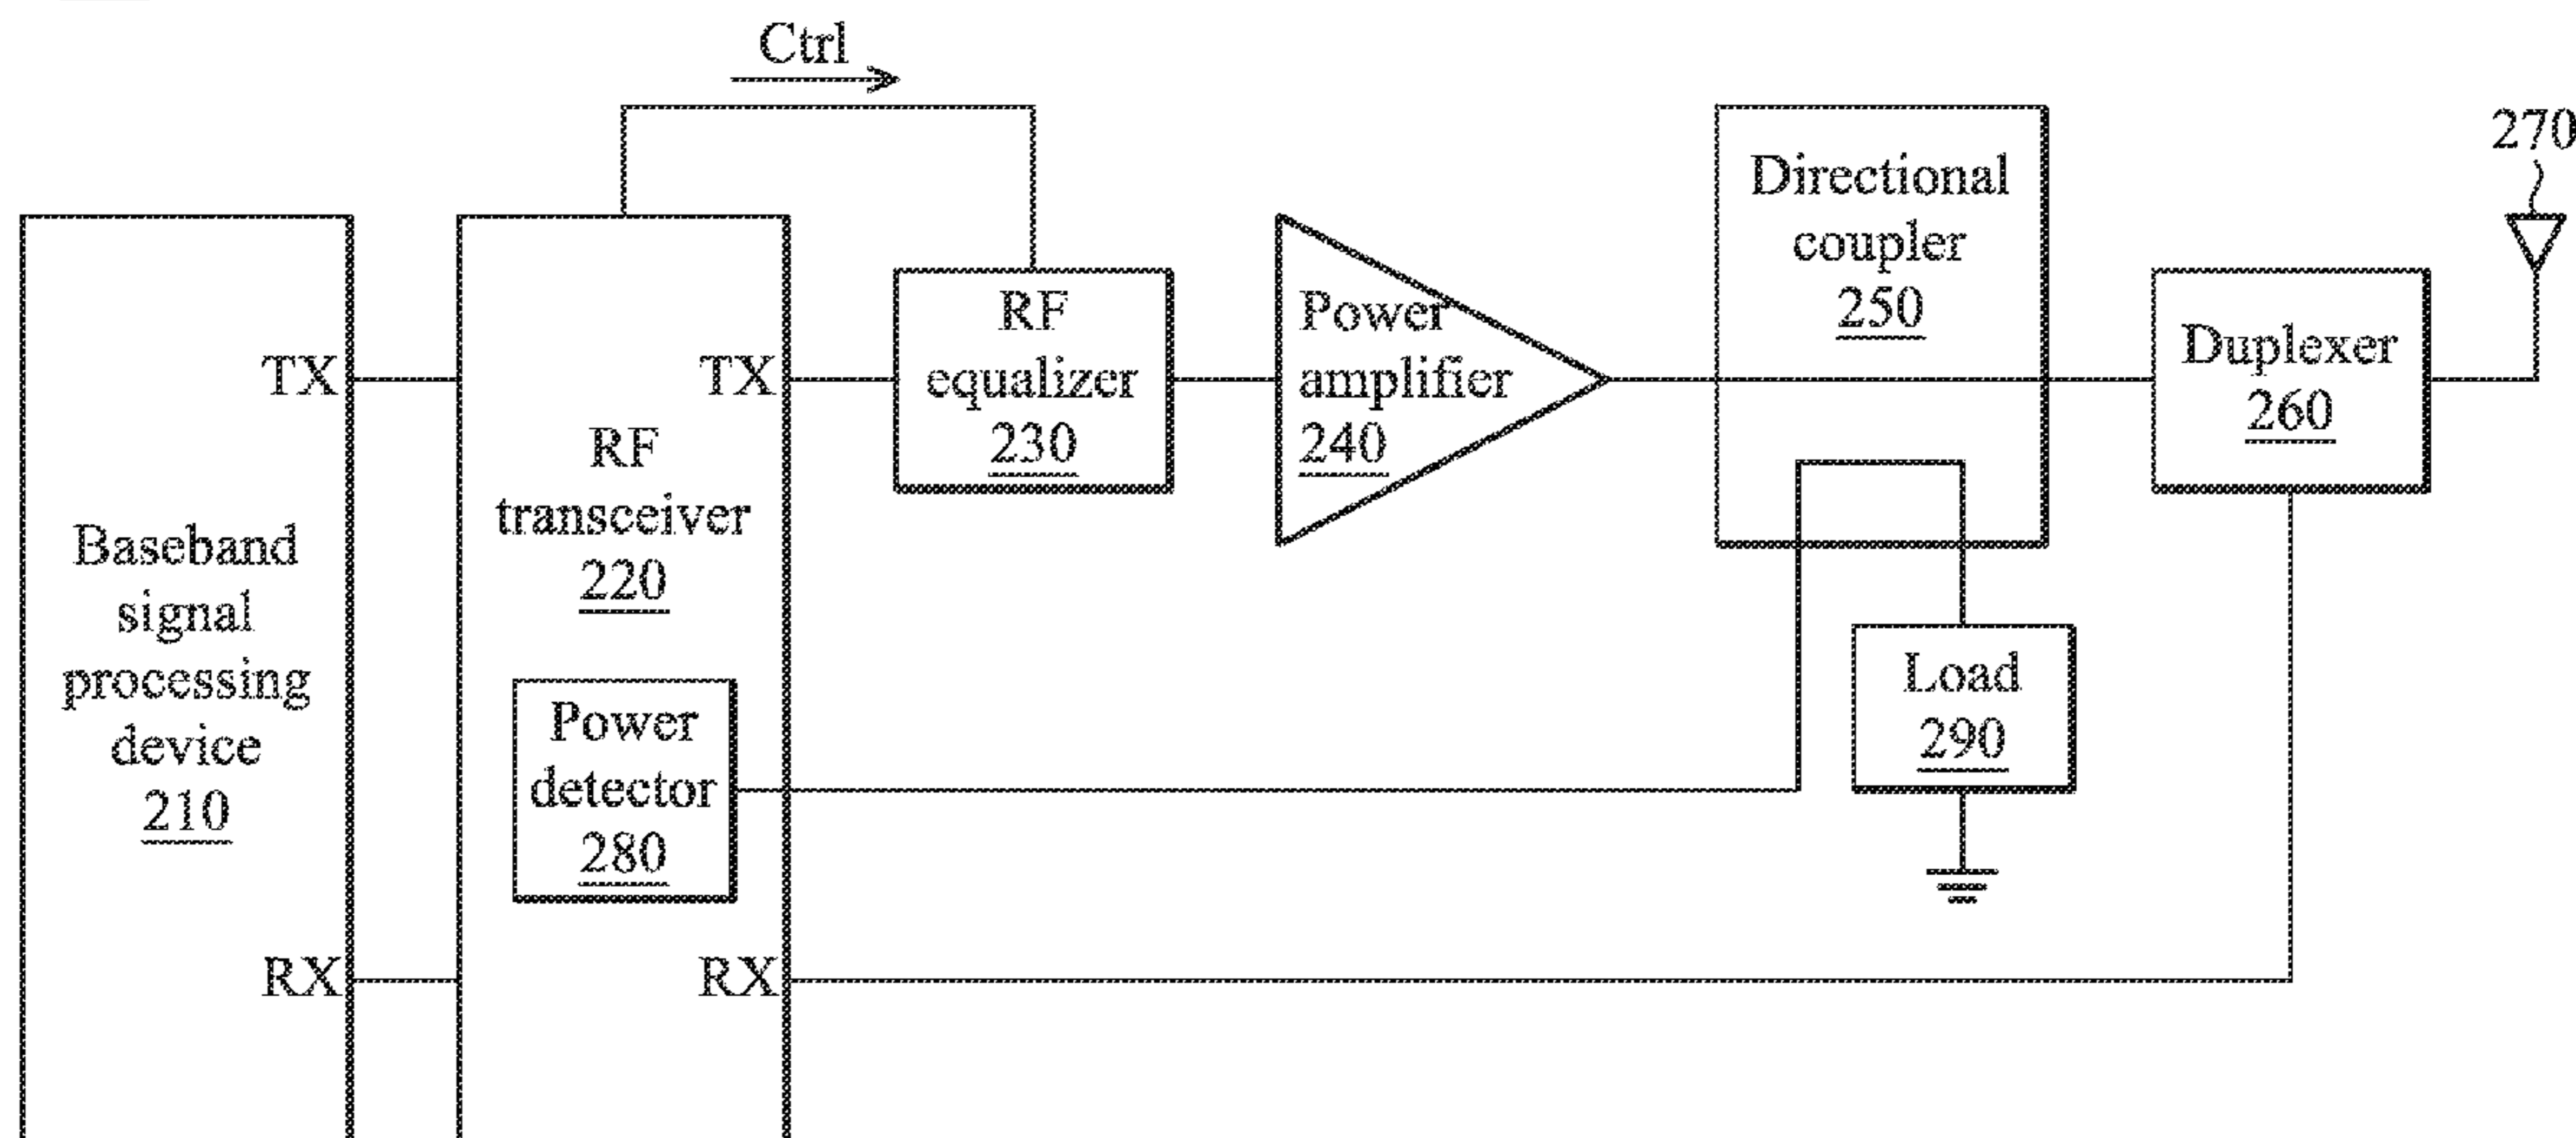 Ctrl
270
Directional
coupler
250
TX
TX
RF
equalizer
230
Power
amplifier
240
Duplexer
260
RF
transceiver
220
Baseband
signal
processing
device
210
Power
detector
280
Load
290
RX
RX